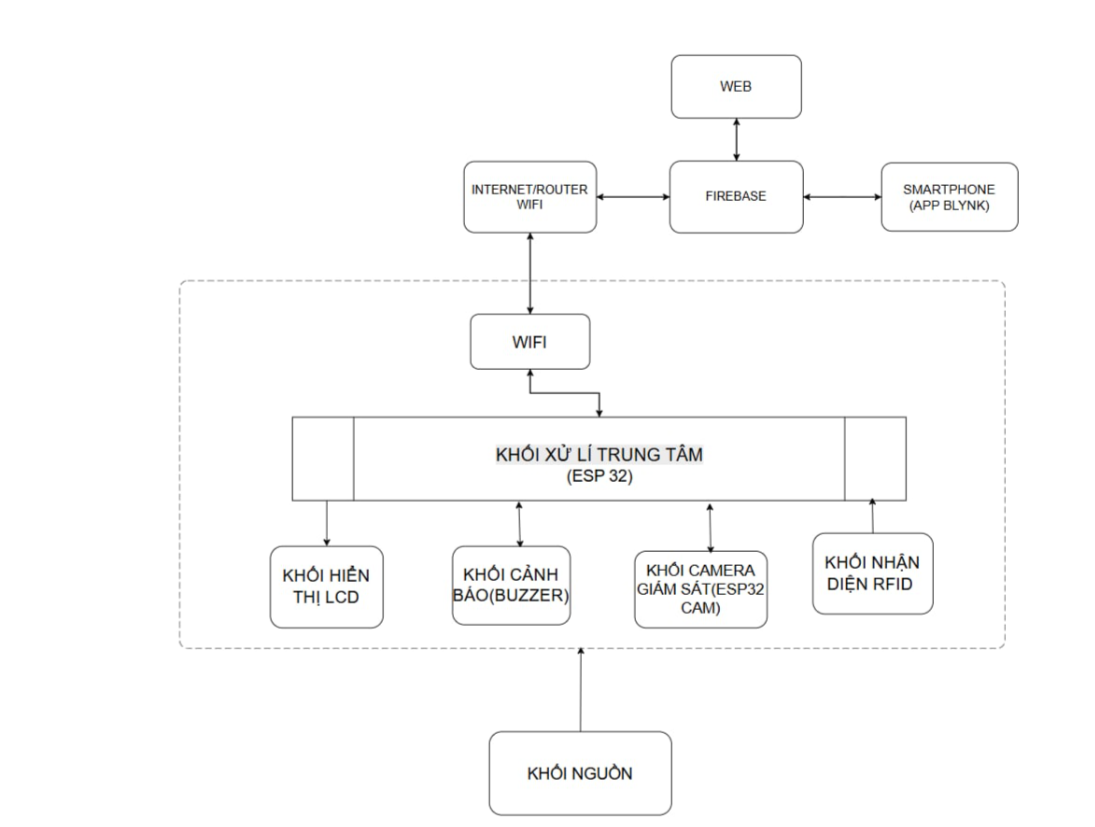 WEB
INTERNET/ROUTER
WIFI
FIREBASE
SMARTPHONE
(APP BLYNK)
WIFI
KHỐI XỬ LÍ TRUNG TÂM
(ESP 32)
KHỐI HIỂN
THỊ LCD
KHỐI CẢNH
BÁO(BUZZER)
KHỐI CAMERA
GIÁM SÁT(ESP32
CAM)
KHỐI NHẬN
DIỆN RFID
KHỐI NGUỒN